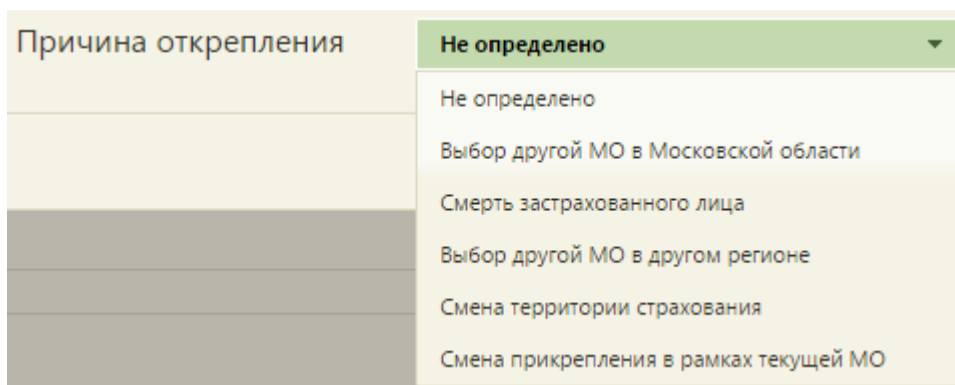 Причина открепления
Не определено
Не определено
Выбор другой МО в Московской области
Смерть застрахованного лица
Выбор другой МО в другом регионе
Смена территории страхования
Смена прикрепления в рамках текущей МО